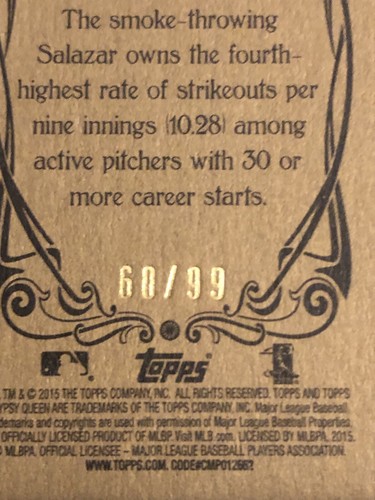 The smoke-throwing
Salazar owns the fourth-
highest rate of strikeouts per
nine innings (10.28) among
active pitchers with 30 or
more career starts.
60/99
topps
TM & © 2015 THE TOPPS COMPANY, INC. ALL RIGHTS RESERVED. TOPPS AND TOPPS
YPSY QUEEN ARE TRADEMARKS OF THE TOPPS COMPANY, INC. Major League Baseball
demarks and copyrights are used with permission of Major League Baseball Properties,
OFFICIALLY LICENSED PRODUCT OF MLBP Visit MLB.com. LICENSED BY MLBPA, 2015.
MLBPA, OFFICIAL LICENSEE – MAJOR LEAGUE BASEBALL PLAYERS ASSOCIATION.
WWW.TOPPS.COM. CODE#CMP012662